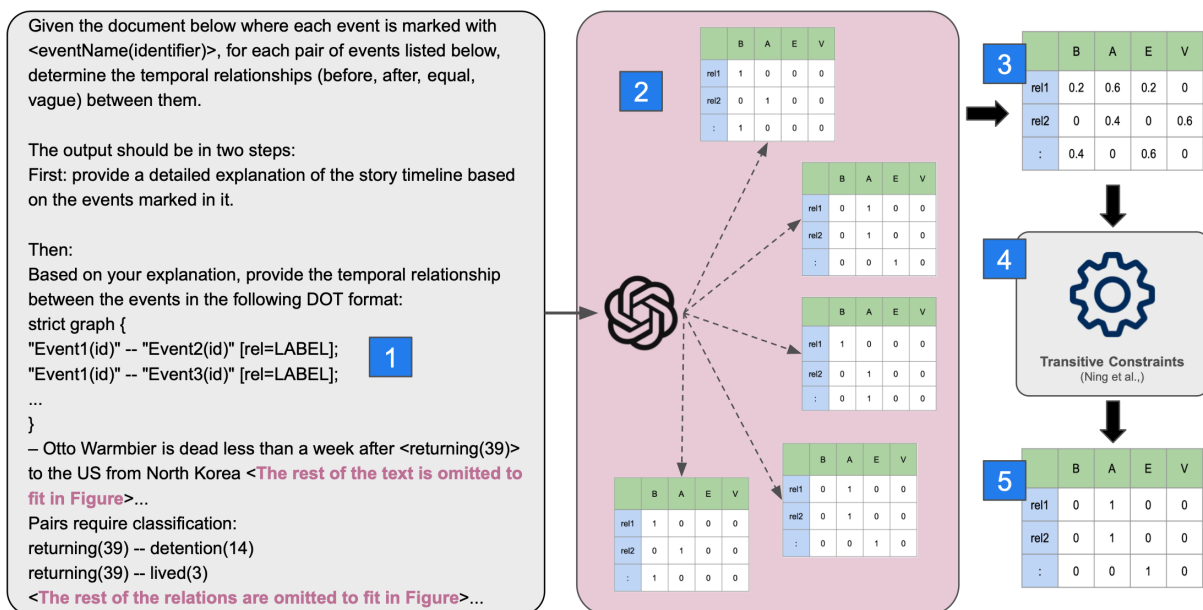 Given the document below where each event is marked with
<eventName(identifier)>, for each pair of events listed below,
determine the temporal relationships (before, after, equal,
vague) between them.
The output should be in two steps:
First: provide a detailed explanation of the story timeline based
on the events marked in it.
Then:
Based on your explanation, provide the temporal relationship
between the events in the following DOT format:
strict graph {
"Event1(id)" -- "Event2(id)" [rel=LABEL];
"Event1(id)" -- "Event3(id)" [rel=LABEL];
...
}
– Otto Warmbier is dead less than a week after <returning(39)>
to the US from North Korea <The rest of the text is omitted to
fit in Figure>...
Pairs require classification:
returning(39) -- detention(14)
returning(39) -- lived(3)
<The rest of the relations are omitted to fit in Figure>...
1
2
B A E V
rel1 1 0 0 0
rel2 0 1 0 0
: 1 0 0 0
B A E V
rel1 0 1 0 0
rel2 0 1 0 0
: 0 0 1 0
B A E V
rel1 1 0 0 0
rel2 0 1 0 0
: 0 1 0 0
B A E V
rel1 0 1 0 0
rel2 0 1 0 0
: 0 0 1 0
B A E V
rel1 1 0 0 0
rel2 0 1 0 0
: 1 0 0 0
3
B A E V
rel1 0.2 0.6 0.2 0
rel2 0 0.4 0 0.6
: 0.4 0 0.6 0
4
Transitive Constraints
(Ning et al.,)
5
B A E V
rel1 0 1 0 0
rel2 0 1 0 0
: 0 0 1 0